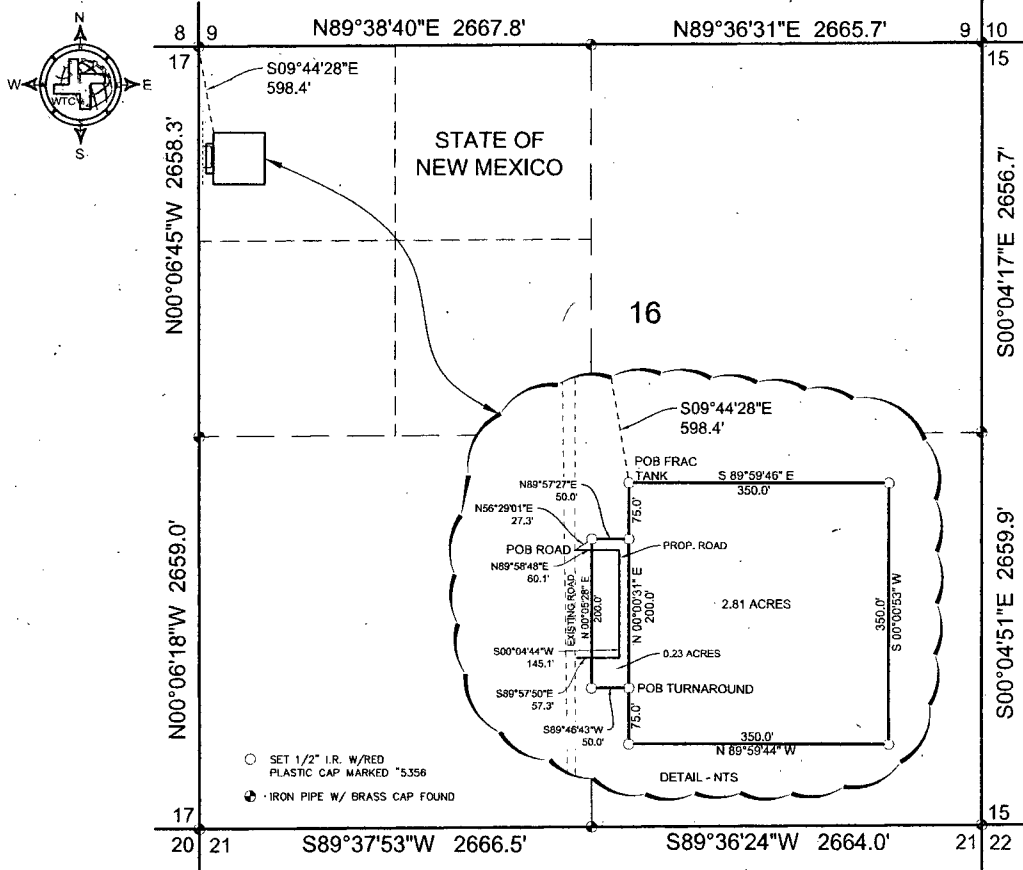 N
W
E
S
WTC
8
9
N89°38'40"E 2667.8'
N89°36'31"E 2665.7'
9
10
17
15
S09°44'28"E
598.4'
STATE OF
NEW MEXICO
N00°06'45"W 2658.3'
S00°04'17"E 2656.7'
16
S09°44'28"E
598.4'
POB FRAC
TANK
S 89°59'46" E
350.0'
N89°57'27"E
50.0'
75.0'
N56°29'01"E
27.3'
POB ROAD
PROP. ROAD
N89°58'48"E
60.1'
EXISTING ROAD
N 00°05'28" E
200.0'
N 00°00'31" E
200.0'
2.81 ACRES
350.0'
S 00°00'53" W
S00°04'44"W
145.1'
0.23 ACRES
S89°57'50"E
57.3'
POB TURNAROUND
S89°46'43"W
50.0'
75.0'
350.0'
N 89°59'44" W
DETAIL - NTS
N00°06'18"W 2659.0'
S00°04'51"E 2659.9'
SET 1/2" I.R. W/RED
PLASTIC CAP MARKED "5356
IRON PIPE W/ BRASS CAP FOUND
17
15
20
21
S89°37'53"W 2666.5'
S89°36'24"W 2664.0'
21
22